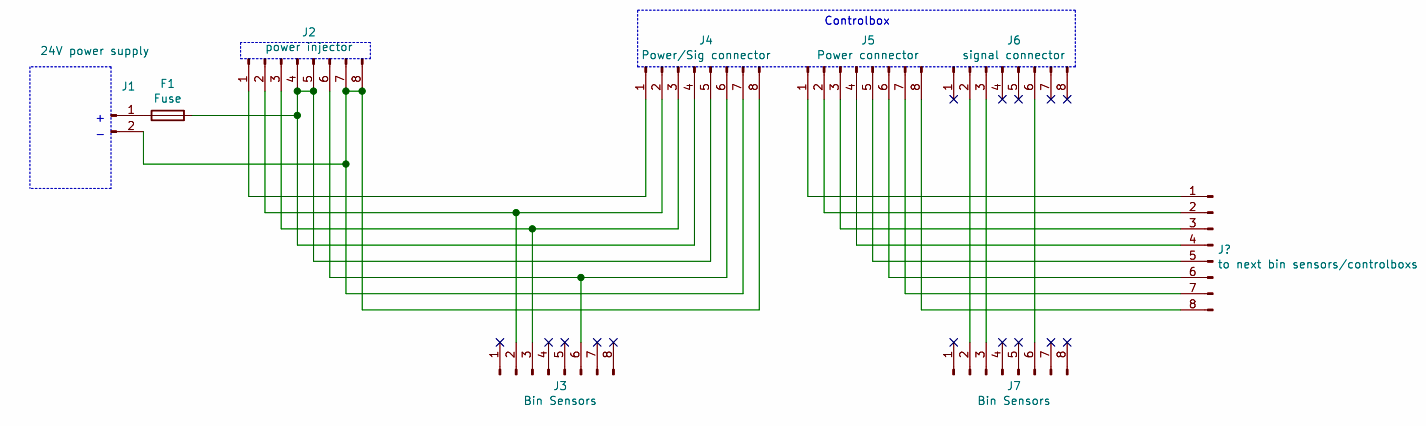 Controlbox
J2
power injector
J4
Power/Sig connector
J5
Power connector
J6
signal connector
24V power supply
J1
F1
Fuse
1 2 3 4 5 6 7 8
1 2 3 4 5 6 7 8
1 2 3 4 5 6 7 8
1 2 3 4 5 6 7 8
+ 1
− 2
1
2
3
4
5
6
7
8
J?
to next bin sensors/controlboxs
1 2 3 4 5 6 7 8
J3
Bin Sensors
1 2 3 4 5 6 7 8
J7
Bin Sensors